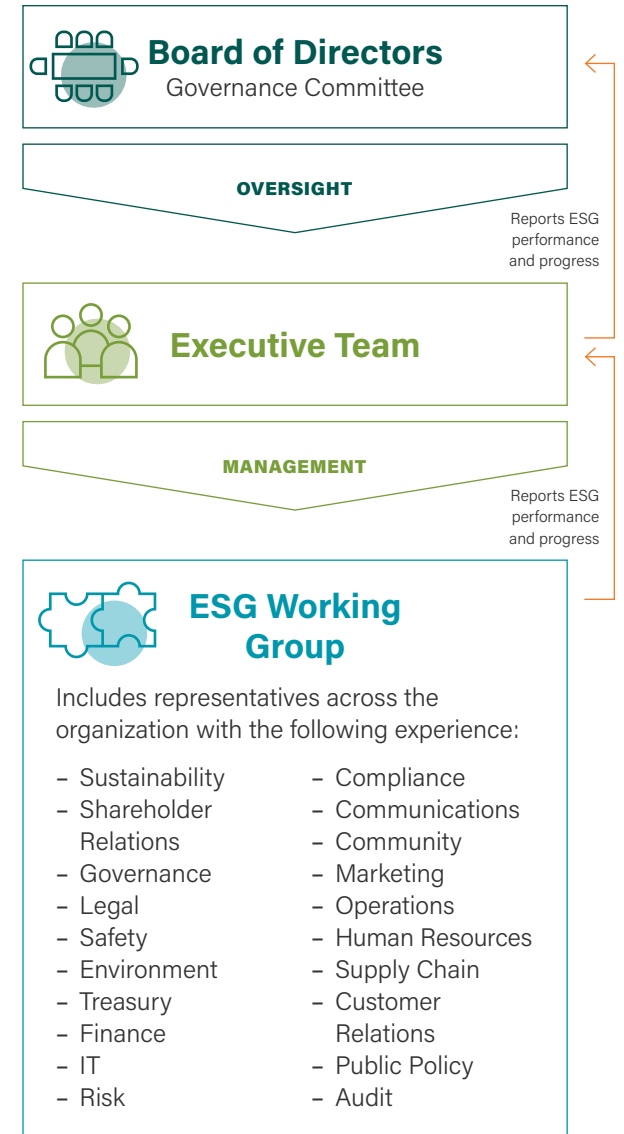 Board of Directors
Governance Committee
OVERSIGHT
Reports ESG
performance
and progress
Executive Team
MANAGEMENT
Reports ESG
performance
and progress
ESG Working
Group
Includes representatives across the
organization with the following experience:
– Sustainability
– Shareholder
Relations
– Governance
– Legal
– Safety
– Environment
– Treasury
– Finance
– IT
– Risk
– Compliance
– Communications
– Community
– Marketing
– Operations
– Human Resources
– Supply Chain
– Customer
Relations
– Public Policy
– Audit